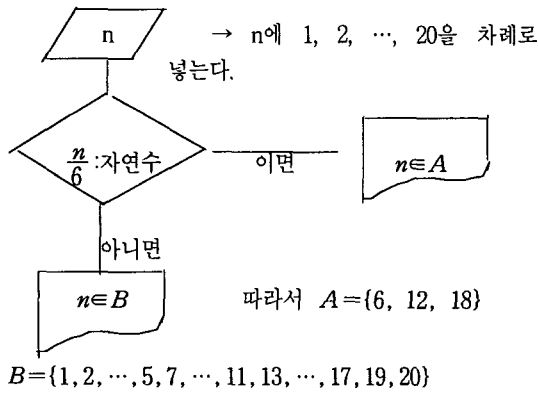 n → n에 1, 2, ⋯, 20을 차례로
넣는다.
n/6 :자연수 이면 n∈A
아니면
n∈B 따라서 A={6, 12, 18}
B={1, 2, ⋯, 5, 7, ⋯, 11, 13, ⋯, 17, 19, 20}